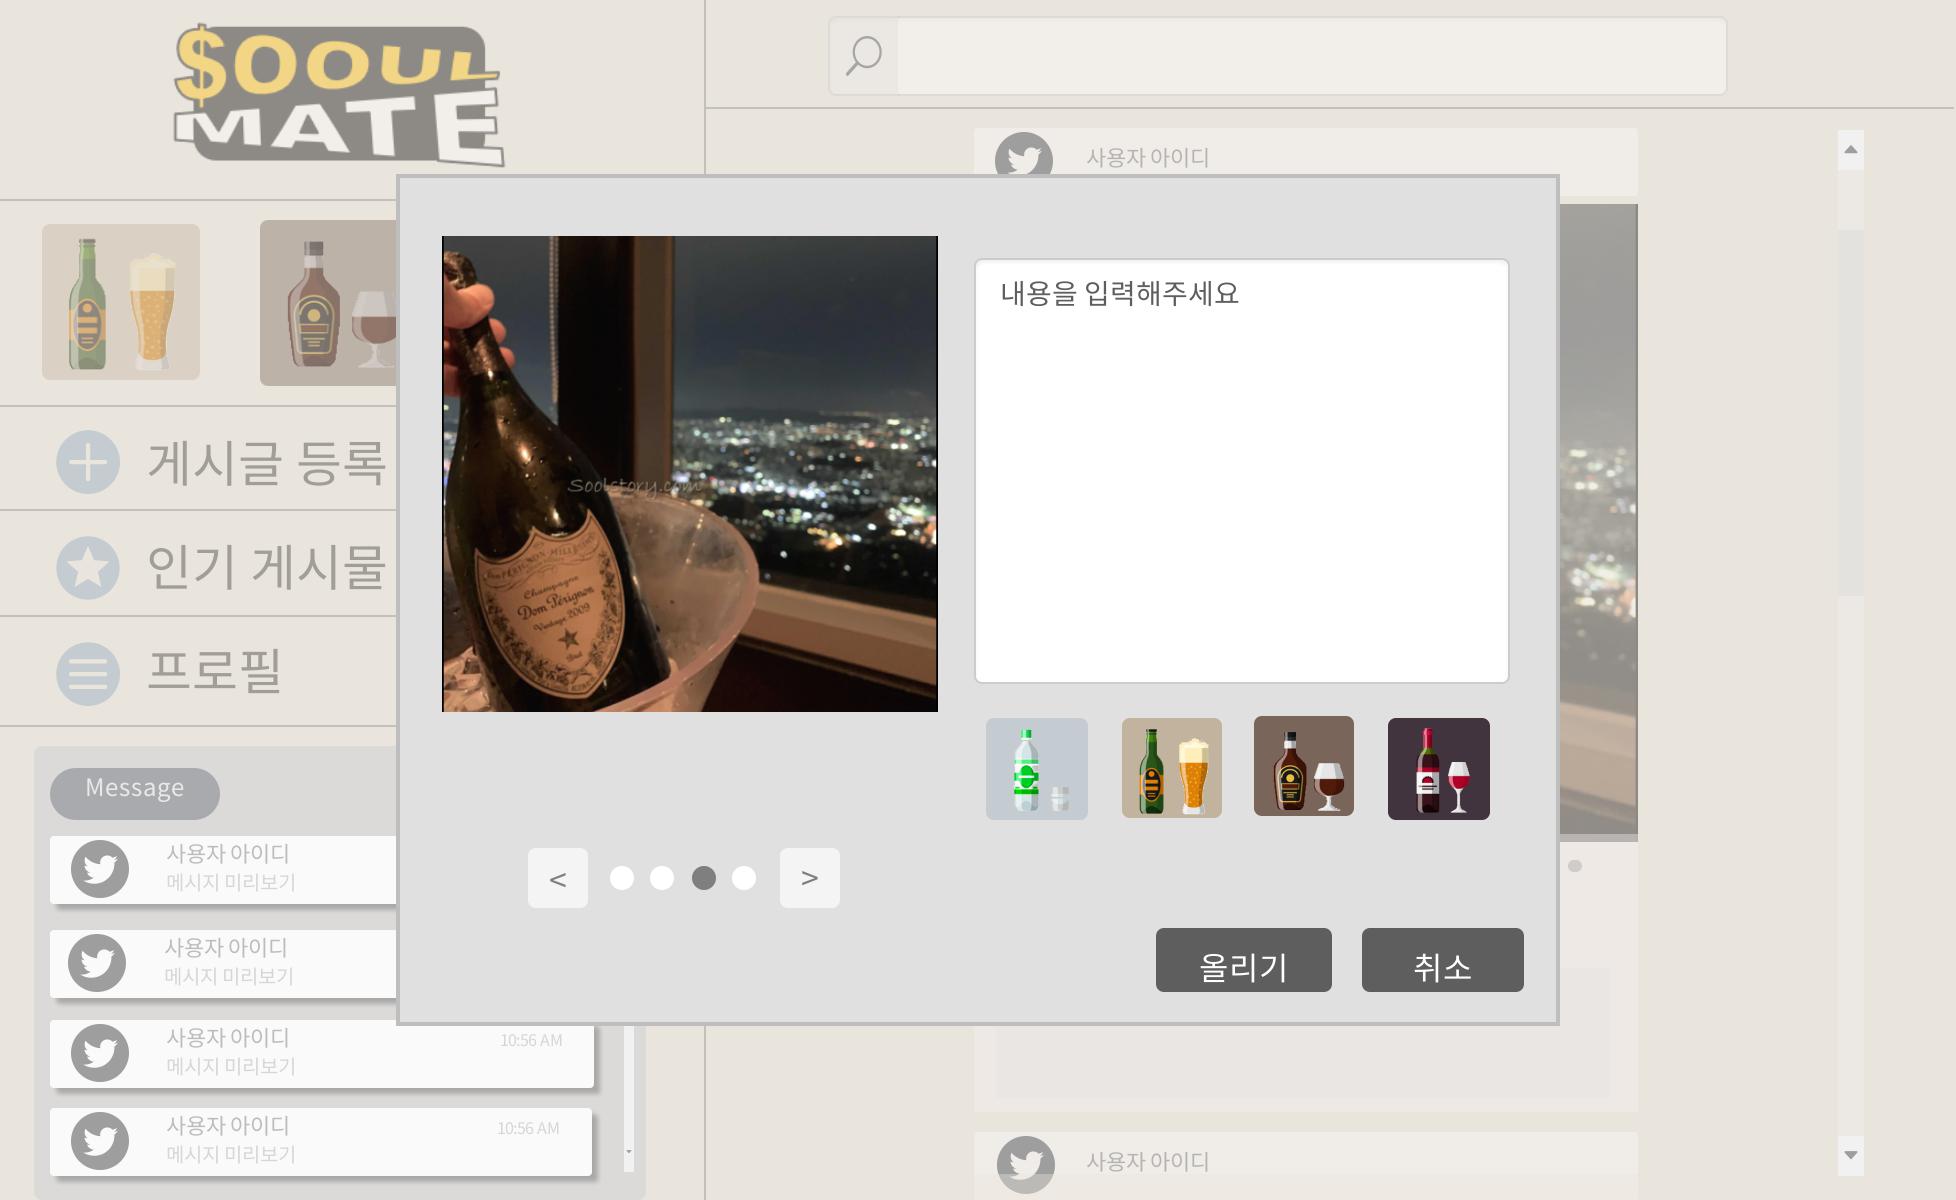 $OOUL
MATE
사용자 아이디
게시글 등록
인기 게시물
프로필
Message
사용자 아이디
메시지 미리보기
사용자 아이디
메시지 미리보기
사용자 아이디
10:56 AM
메시지 미리보기
사용자 아이디
10:56 AM
메시지 미리보기
Soolstory.com
Champagne
Dom Pérignon
Vintage 2009
Brut
내용을 입력해주세요
<
>
올리기
취소
사용자 아이디